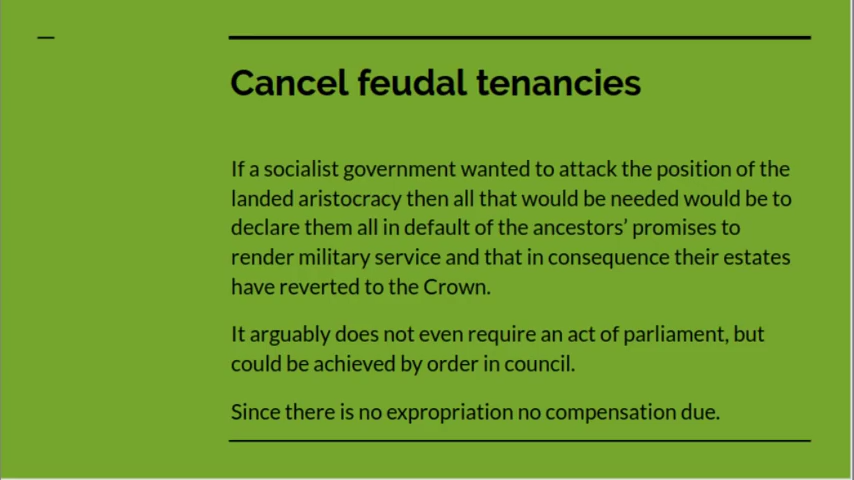 Cancel feudal tenancies
If a socialist government wanted to attack the position of the
landed aristocracy then all that would be needed would be to
declare them all in default of the ancestors’ promises to
render military service and that in consequence their estates
have reverted to the Crown.
It arguably does not even require an act of parliament, but
could be achieved by order in council.
Since there is no expropriation no compensation due.